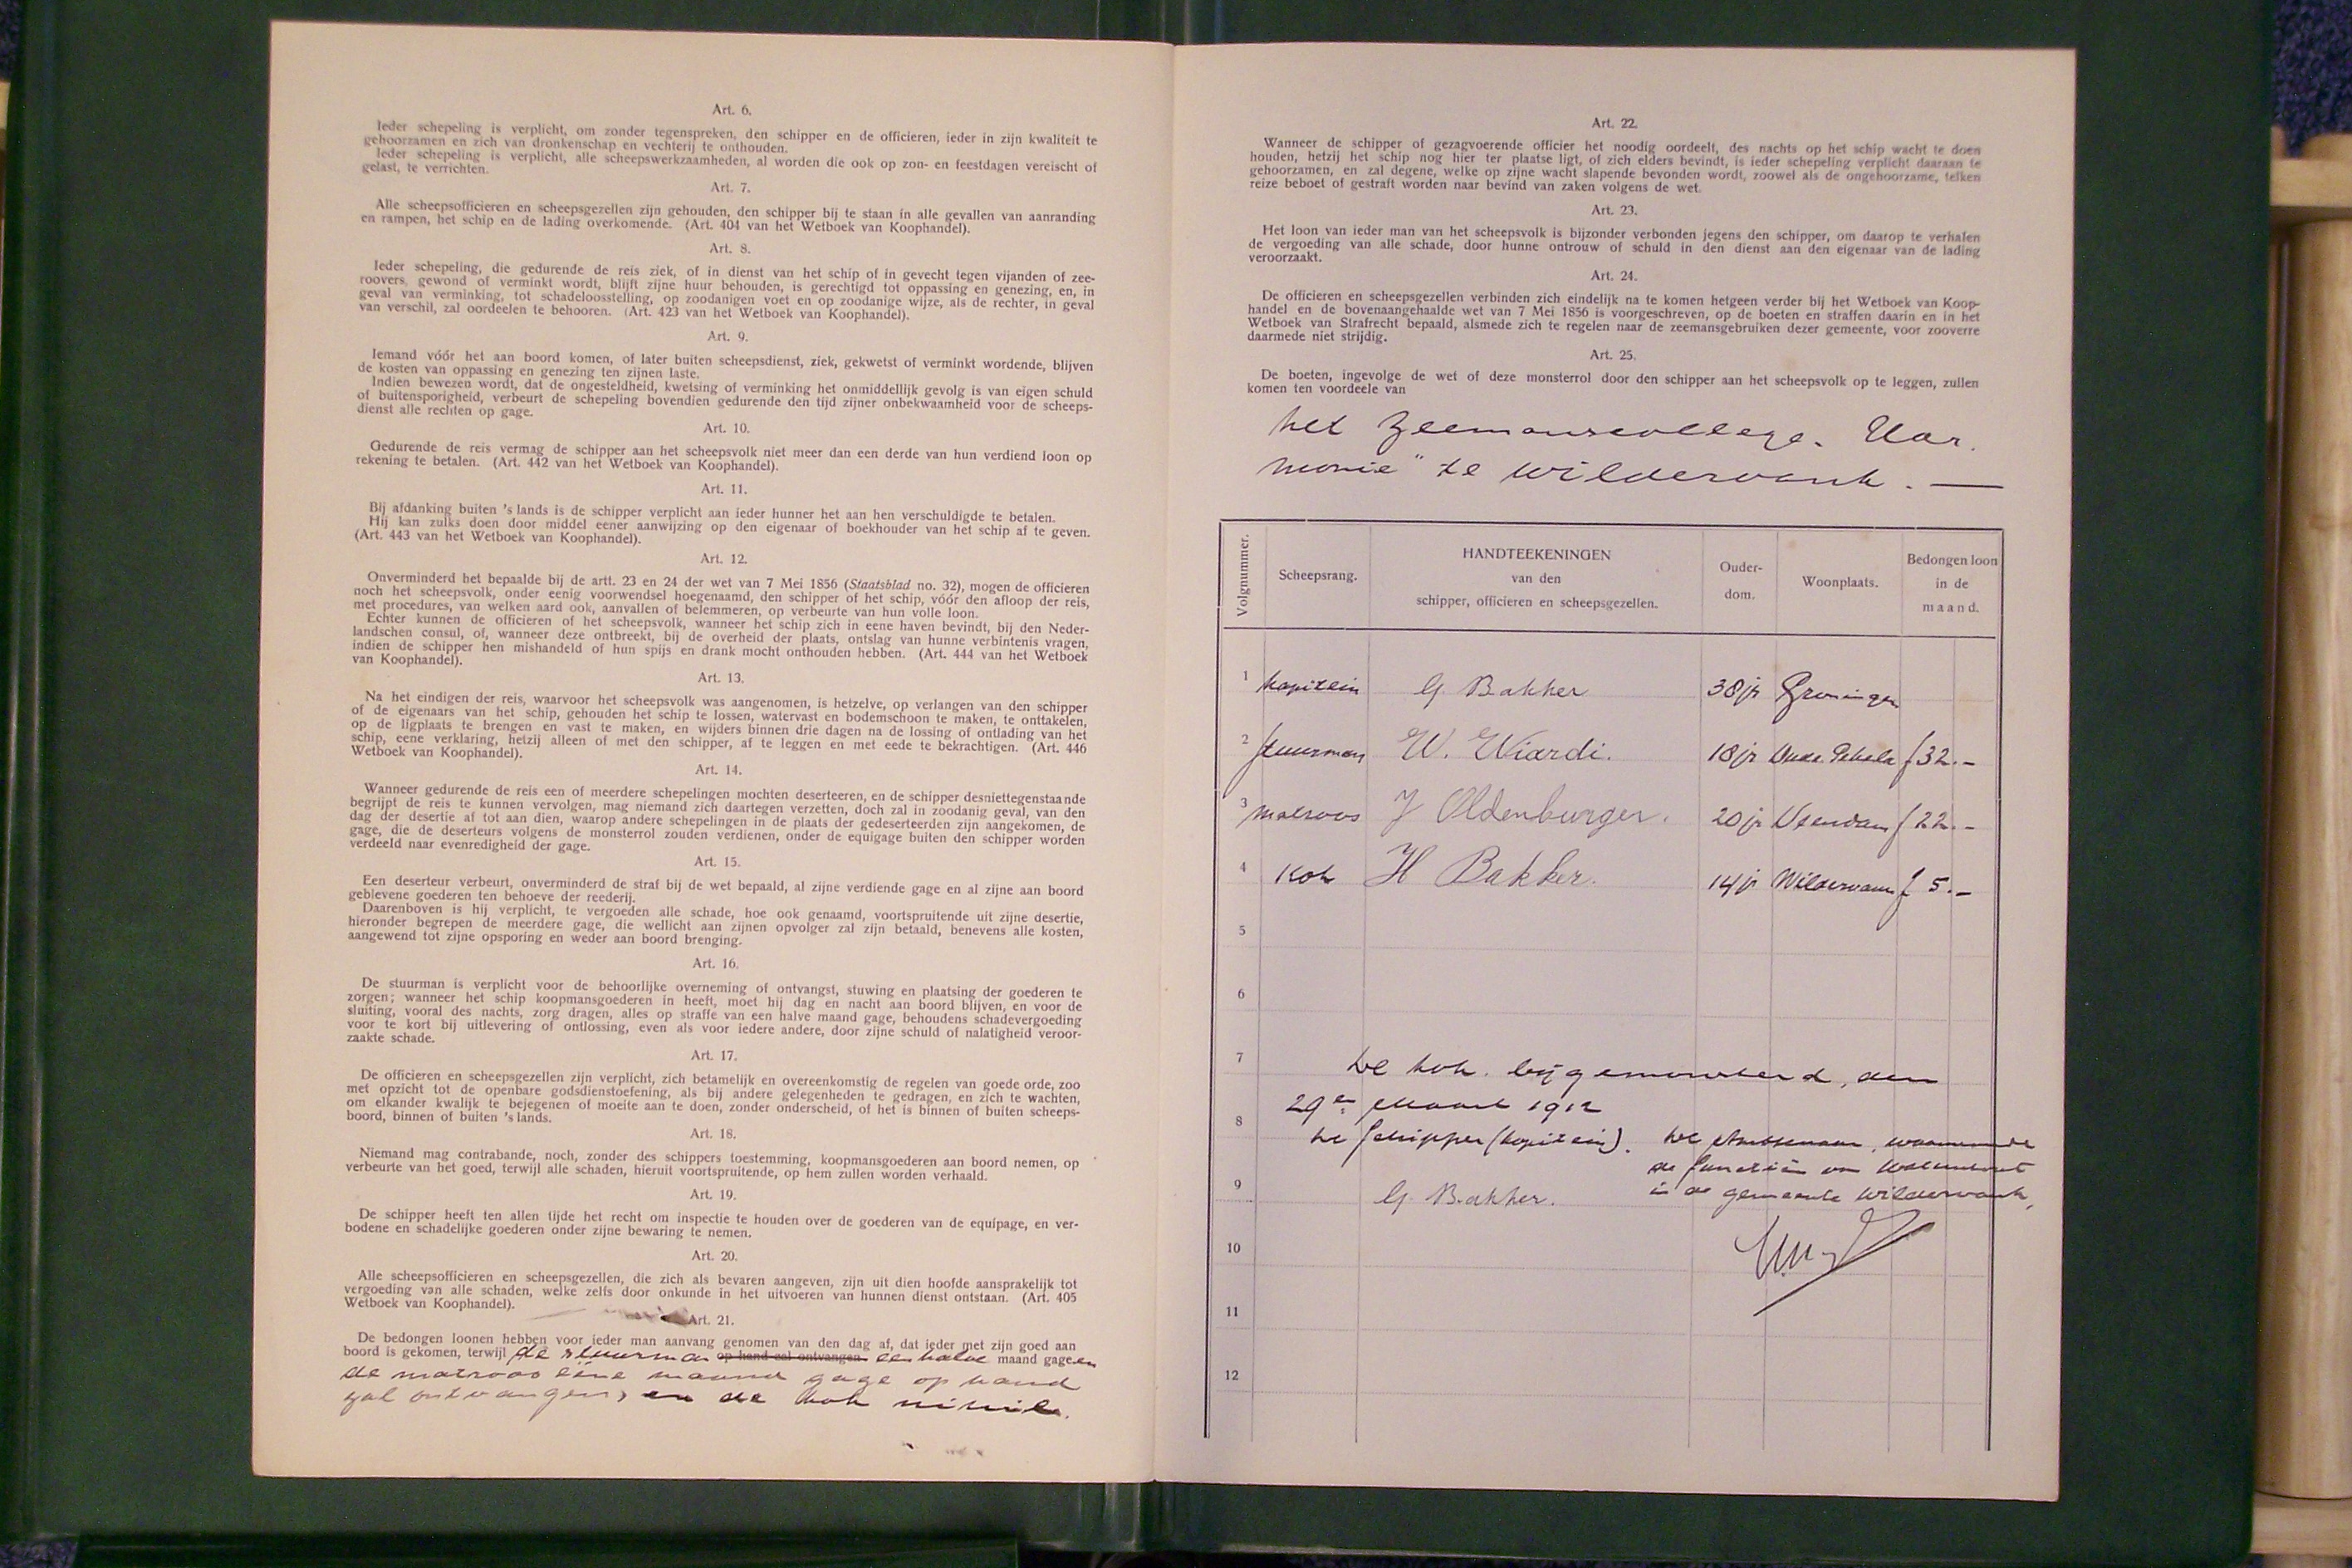 Art. 6.
Ieder schepeling is verplicht, om zonder tegenspreken, den schipper en de officieren, ieder in zijn kwaliteit te
gehoorzamen en zich van dronkenschap en vechterij te onthouden.
Ieder schepeling is verplicht, alle scheepswerkzaamheden, al worden die ook op zon- en feestdagen vereischt of
gelast, te verrichten.
Art. 7.
Alle scheepsofficieren en scheepsgezellen zijn gehouden, den schipper bij te staan in alle gevallen van aanranding
en rampen, het schip en de lading overkomende. (Art. 404 van het Wetboek van Koophandel).
Art. 8.
Ieder schepeling, die gedurende de reis ziek, of in dienst van het schip of in gevecht tegen vijanden of zee-
roovers, gewond of verminkt wordt, blijft zijne huur behouden, is gerechtigd tot oppassing en genezing, en, in
geval van verminking, tot schadeloosstelling, op zoodanigen voet en op zoodanige wijze, als de rechter, in geval
van verschil, zal oordeelen te behooren. (Art. 423 van het Wetboek van Koophandel).
Art. 9.
Iemand vóór het aan boord komen, of later buiten scheepsdienst, ziek, gekwetst of verminkt wordende, blijven
de kosten van oppassing en genezing ten zijnen laste.
Indien bewezen wordt, dat de ongesteldheid, kwetsing of verminking het onmiddellijk gevolg is van eigen schuld
of buitensporigheid, verbeurt de schepeling bovendien gedurende den tijd zijner onbekwaamheid voor de scheeps-
dienst alle rechten op gage.
Art. 10.
Gedurende de reis vermag de schipper aan het scheepsvolk niet meer dan een derde van hun verdiend loon op
rekening te betalen. (Art. 442 van het Wetboek van Koophandel).
Art. 11.
Bij afdanking buiten 's lands is de schipper verplicht aan ieder hunner het aan hen verschuldigde te betalen.
Hij kan zulks doen door middel eener aanwijzing op den eigenaar of boekhouder van het schip af te geven.
(Art. 443 van het Wetboek van Koophandel).
Art. 12.
Onverminderd het bepaalde bij de artt. 23 en 24 der wet van 7 Mei 1856 (Staatsblad no. 32), mogen de officieren
noch het scheepsvolk, onder eenig voorwendsel hoegenaamd, den schipper of het schip, vóór den afloop der reis,
met procedures, van welken aard ook, aanvallen of belemmeren, op verbeurte van hun volle loon.
Echter kunnen de officieren of het scheepsvolk, wanneer het schip zich in eene haven bevindt, bij den Neder-
landschen consul, of, wanneer deze ontbreekt, bij de overheid der plaats, ontslag van hunne verbintenis vragen,
indien de schipper hen mishandeld of hun spijs en drank mocht onthouden hebben. (Art. 444 van het Wetboek
van Koophandel).
Art. 13.
Na het eindigen der reis, waarvoor het scheepsvolk was aangenomen, is hetzelve, op verlangen van den schipper
of de eigenaars van het schip, gehouden het schip te lossen, watervast en bodemschoon te maken, te onttakelen,
op de ligplaats te brengen en vast te maken, en wijders binnen drie dagen na de lossing of ontlading van het
schip, eene verklaring, hetzij alleen of met den schipper, af te leggen en met eede te bekrachtigen. (Art. 446
Wetboek van Koophandel).
Art. 14.
Wanneer gedurende de reis een of meerdere schepelingen mochten deserteeren, en de schipper desniettegenstaande
begrijpt de reis te kunnen vervolgen, mag niemand zich daartegen verzetten, doch zal in zoodanig geval, van den
dag der desertie af tot aan dien, waarop andere schepelingen in de plaats der gedeserteerden zijn aangekomen, de
gage, die de deserteurs volgens de monsterrol zouden verdienen, onder de equigage buiten den schipper worden
verdeeld naar evenredigheid der gage.
Art. 15.
Een deserteur verbeurt, onverminderd de straf bij de wet bepaald, al zijne verdiende gage en al zijne aan boord
geblevene goederen ten behoeve der reederij.
Daarenboven is hij verplicht, te vergoeden alle schade, hoe ook genaamd, voortspruitende uit zijne desertie,
hieronder begrepen de meerdere gage, die wellicht aan zijnen opvolger zal zijn betaald, benevens alle kosten,
aangewend tot zijne opsporing en weder aan boord brenging.
Art. 16.
De stuurman is verplicht voor de behoorlijke overneming of ontvangst, stuwing en plaatsing der goederen te
zorgen; wanneer het schip koopmansgoederen in heeft, moet hij dag en nacht aan boord blijven, en voor de
sluiting, vooral des nachts, zorg dragen, alles op straffe van een halve maand gage, behoudens schadevergoeding
voor te kort bij uitlevering of ontlossing, even als voor iedere andere, door zijne schuld of nalatigheid veroor-
zaakte schade.
Art. 17.
De officieren en scheepsgezellen zijn verplicht, zich betamelijk en overeenkomstig de regelen van goede orde, zoo
met opzicht tot de openbare godsdienstoefening, als bij andere gelegenheden te gedragen, en zich te wachten,
om elkander kwalijk te bejegenen of moeite aan te doen, zonder onderscheid, of het is binnen of buiten scheeps-
boord, binnen of buiten 's lands.
Art. 18.
Niemand mag contrabande, noch, zonder des schippers toestemming, koopmansgoederen aan boord nemen, op
verbeurte van het goed, terwijl alle schaden, hieruit voortspruitende, op hem zullen worden verhaald.
Art. 19.
De schipper heeft ten allen tijde het recht om inspectie te houden over de goederen van de equipage, en ver-
bodene en schadelijke goederen onder zijne bewaring te nemen.
Art. 20.
Alle scheepsofficieren en scheepsgezellen, die zich als bevaren aangeven, zijn uit dien hoofde aansprakelijk tot
vergoeding van alle schaden, welke zelfs door onkunde in het uitvoeren van hunnen dienst ontstaan. (Art. 405
Wetboek van Koophandel).
Art. 21.
De bedongen loonen hebben voor ieder man aanvang genomen van den dag af, dat ieder met zijn goed aan
boord is gekomen, terwijl de stuurman op hand zal ontvangen een halve maand gage en
de matroos ééne maand gage op hand
zal ontvangen, en de kok nihil.
Art. 22.
Wanneer de schipper of gezagvoerende officier het noodig oordeelt, des nachts op het schip wacht te doen
houden, hetzij het schip nog hier ter plaatse ligt, of zich elders bevindt, is ieder schepeling verplicht daaraan te
gehoorzamen, en zal degene, welke op zijne wacht slapende bevonden wordt, zoowel als de ongehoorzame, telken
reize beboet of gestraft worden naar bevind van zaken volgens de wet.
Art. 23.
Het loon van ieder man van het scheepsvolk is bijzonder verbonden jegens den schipper, om daarop te verhalen
de vergoeding van alle schade, door hunne ontrouw of schuld in den dienst aan den eigenaar van de lading
veroorzaakt.
Art. 24.
De officieren en scheepsgezellen verbinden zich eindelijk na te komen hetgeen verder bij het Wetboek van Koop-
handel en de bovenaangehaalde wet van 7 Mei 1856 is voorgeschreven, op de boeten en straffen daarin en in het
Wetboek van Strafrecht bepaald, alsmede zich te regelen naar de zeemansgebruiken dezer gemeente, voor zooverre
daarmede niet strijdig.
Art. 25.
De boeten, ingevolge de wet of deze monsterrol door den schipper aan het scheepsvolk op te leggen, zullen
komen ten voordeele van
het Zeemanscollege „Har-
monie" te Wildervank. —
Volgnummer. Scheepsrang. HANDTEEKENINGEN van den schipper, officieren en scheepsgezellen. Ouder-dom. Woonplaats. Bedongen loon in de maand.
1 kapitein G. Bakker 38 jr Groningen
2 stuurman W. Wiardi. 18 jr Oude Pekela f 32.-
3 matroos J Oldenburger. 20 jr Veendam f 22.-
4 kok H Bakker. 14 jr Wildervank f 5.-
5
6
7 De kok bijgemonsterd, den
29en Maart 1912
8 De schipper (kapitein). De Ambtenaar, waarnemende
de functiën van Waterschout
9 G. Bakker. in de gemeente Wildervank,
10
11
12